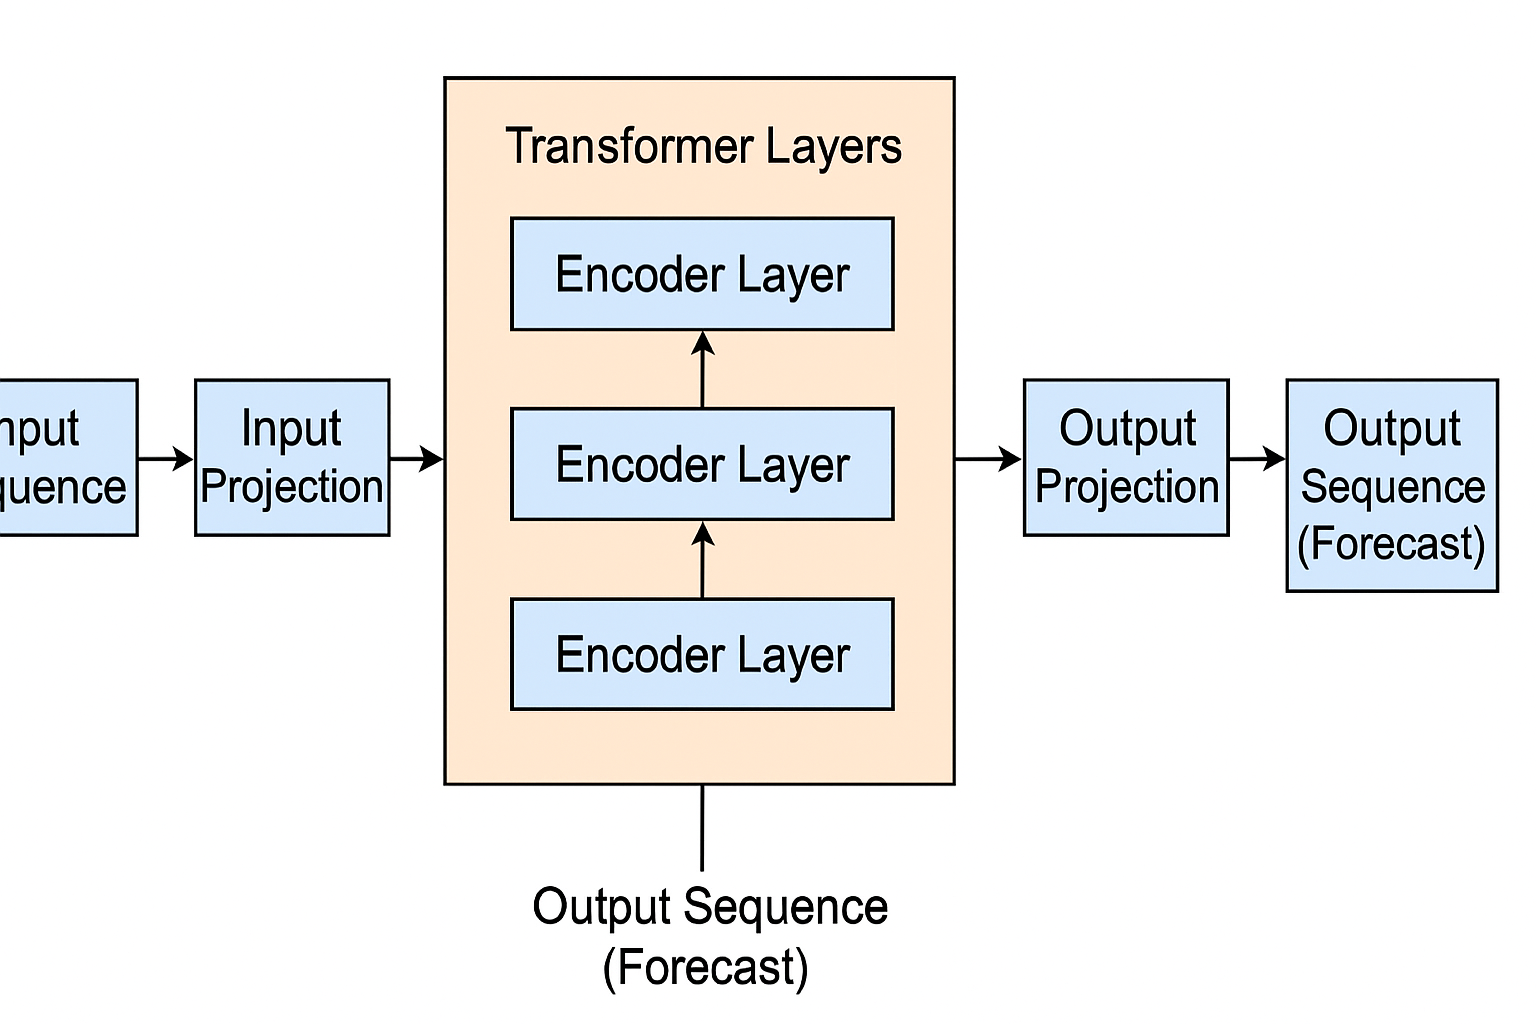 Transformer Layers
Encoder Layer
Encoder Layer
Encoder Layer
nput
quence
Input
Projection
Output
Projection
Output
Sequence
(Forecast)
Output Sequence
(Forecast)